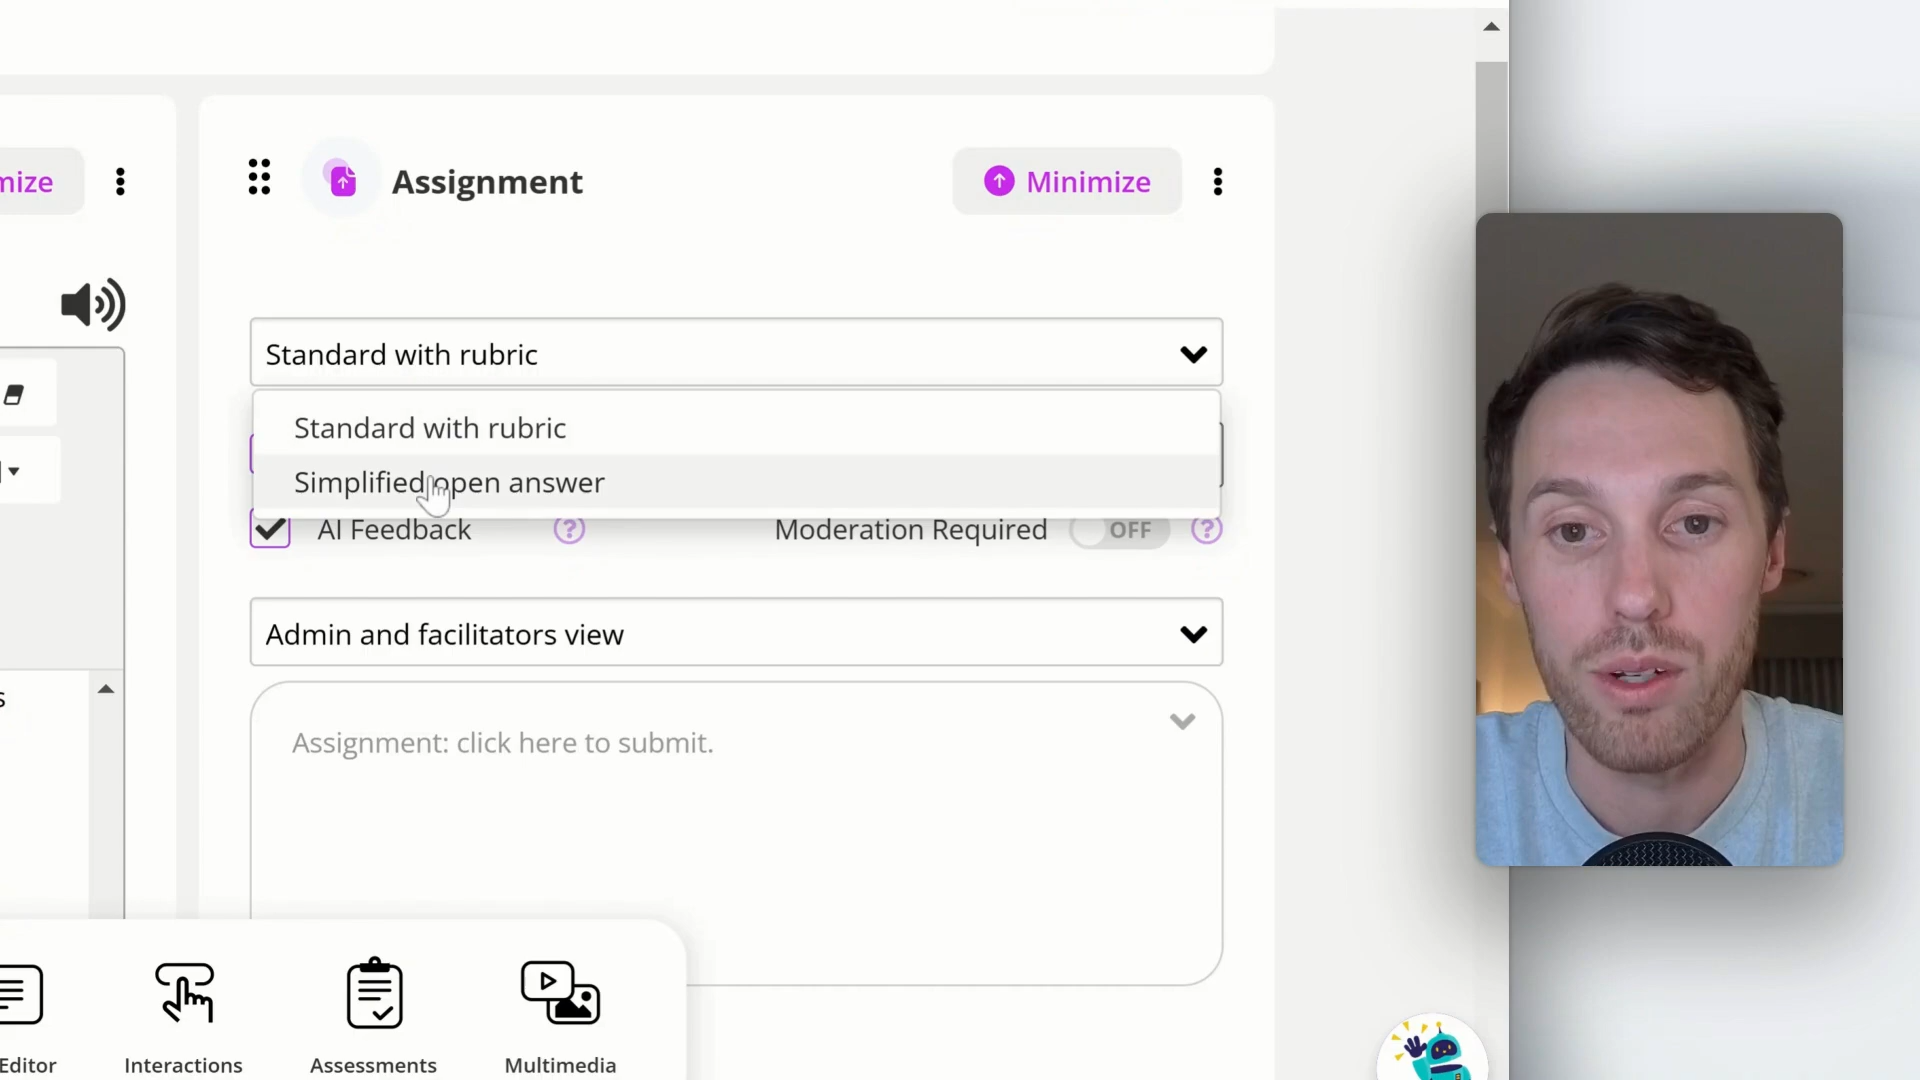 mize
Assignment
Minimize
Standard with rubric
Standard with rubric
Simplified open answer
AI Feedback
?
Moderation Required
OFF
?
Admin and facilitators view
s
Assignment: click here to submit.
Editor
Interactions
Assessments
Multimedia